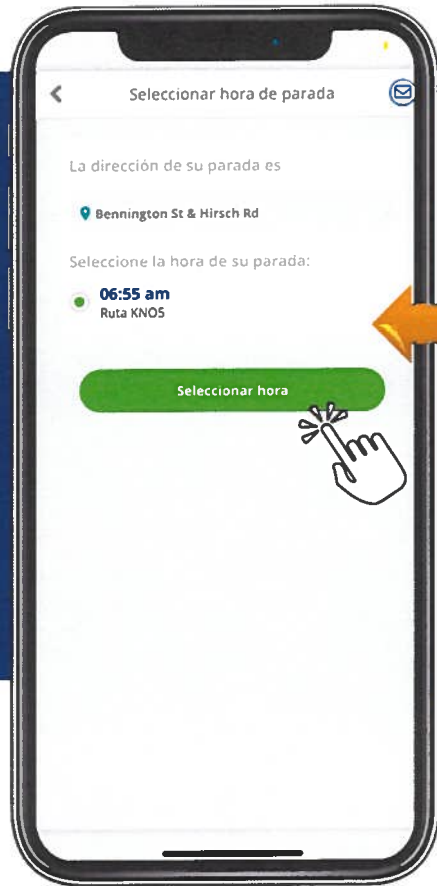 Seleccionar hora de parada
La dirección de su parada es
Bennington St & Hirsch Rd
Seleccione la hora de su parada:
06:55 am
Ruta KNO5
Seleccionar hora